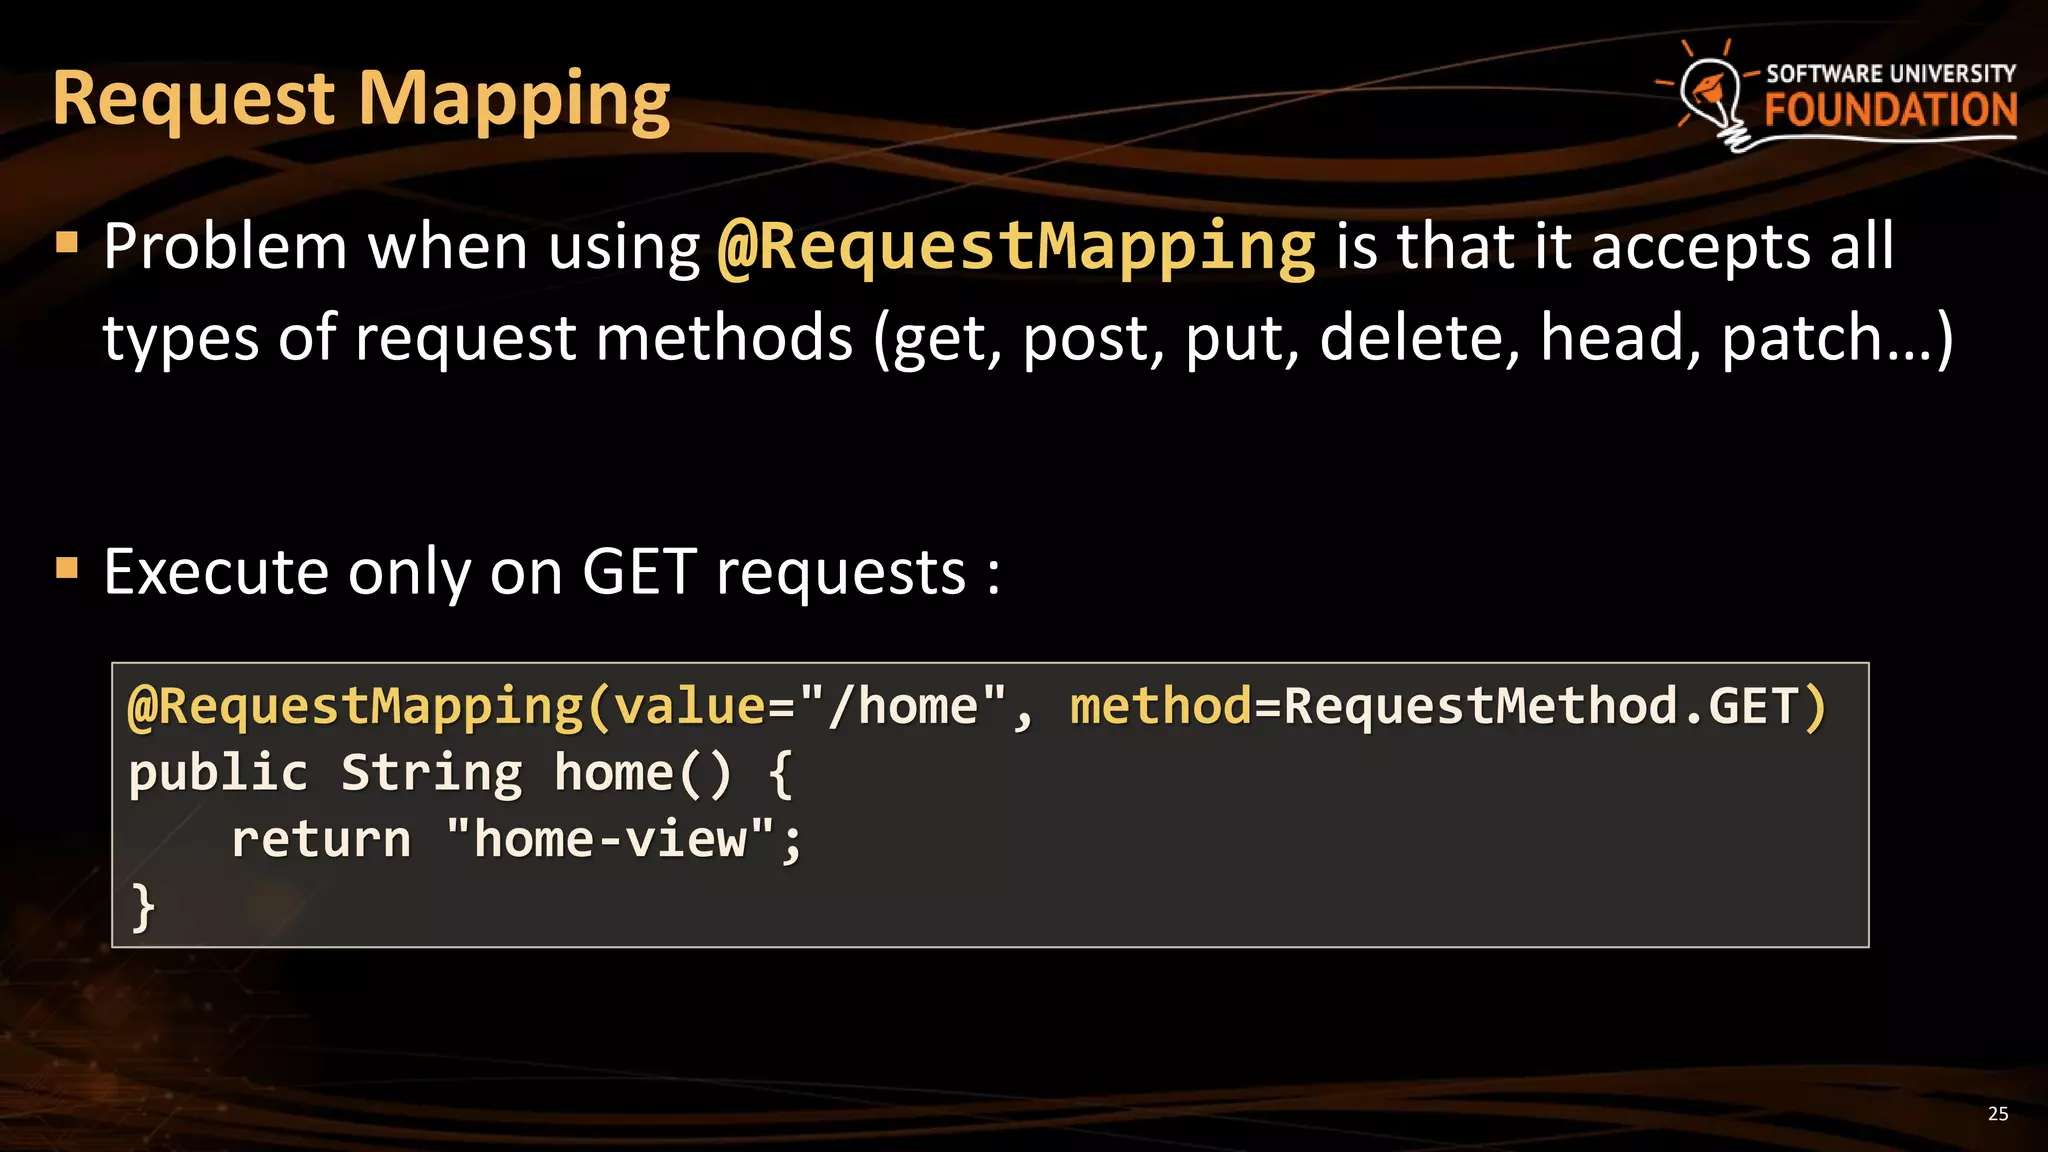 Request Mapping
SOFTWARE UNIVERSITY
FOUNDATION
▪ Problem when using @RequestMapping is that it accepts all
types of request methods (get, post, put, delete, head, patch…)
▪ Execute only on GET requests :
@RequestMapping(value="/home", method=RequestMethod.GET)
public String home() {
return "home-view";
}
25